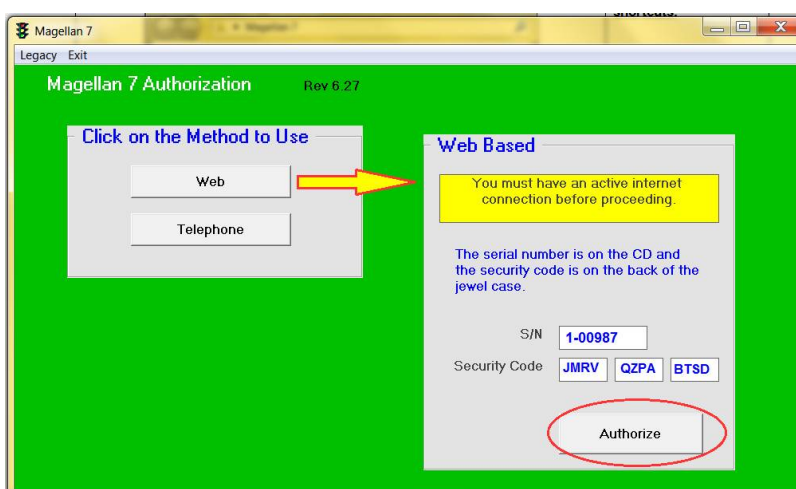 shortcuts.
Magellan 7
Legacy Exit
Magellan 7 Authorization Rev 6.27
Click on the Method to Use
Web
Telephone
Web Based
You must have an active internet
connection before proceeding.
The serial number is on the CD and
the security code is on the back of the
jewel case.
S/N 1-00987
Security Code JMRV QZPA BTSD
Authorize